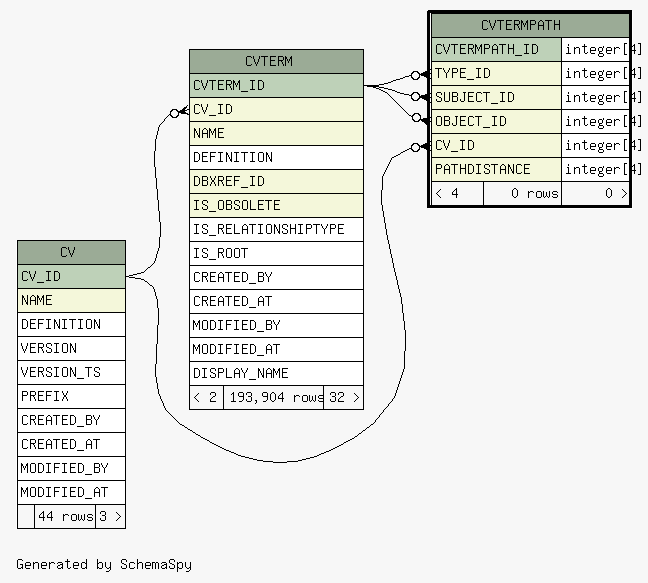 CVTERMPATH
CVTERMPATH_ID integer[4]
TYPE_ID integer[4]
SUBJECT_ID integer[4]
OBJECT_ID integer[4]
CV_ID integer[4]
PATHDISTANCE integer[4]
< 4 0 rows 0 >
CVTERM
CVTERM_ID
CV_ID
NAME
DEFINITION
DBXREF_ID
IS_OBSOLETE
IS_RELATIONSHIPTYPE
IS_ROOT
CREATED_BY
CREATED_AT
MODIFIED_BY
MODIFIED_AT
DISPLAY_NAME
< 2 193,904 rows 32 >
CV
CV_ID
NAME
DEFINITION
VERSION
VERSION_TS
PREFIX
CREATED_BY
CREATED_AT
MODIFIED_BY
MODIFIED_AT
44 rows 3 >
Generated by SchemaSpy